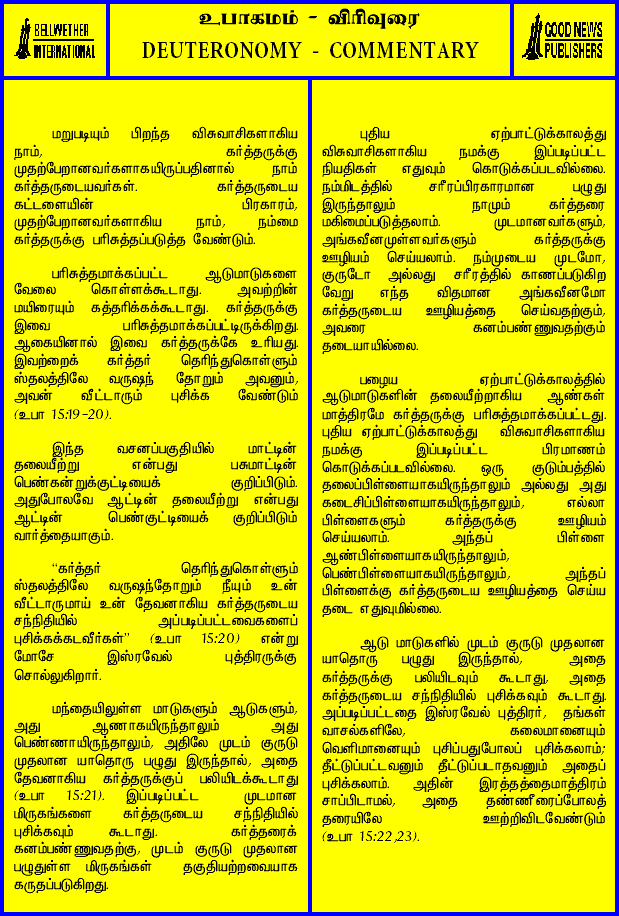 BELLWETHER
INTERNATIONAL
உபாகமம் - விரிவுரை
DEUTERONOMY - COMMENTARY
GOOD NEWS
PUBLISHERS
மறுபடியும் பிறந்த விசுவாசிகளாகிய
நாம், கர்த்தருக்கு
முதற்பேறானவர்களாகயிருப்பதினால் நாம்
கர்த்தருடையவர்கள். கர்த்தருடைய
கட்டளையின் பிரகாரம்,
முதற்பேறானவர்களாகிய நாம், நம்மை
கர்த்தருக்கு பரிசுத்தப்படுத்த வேண்டும்.
பரிசுத்தமாக்கப்பட்ட ஆடுமாடுகளை
வேலை கொள்ளக்கூடாது. அவற்றின்
மயிரையும் கத்தரிக்கக்கூடாது. கர்த்தருக்கு
இவை பரிசுத்தமாக்கப்பட்டிருக்கிறது.
ஆகையினால் இவை கர்த்தருக்கே உரியது.
இவற்றைக் கர்த்தர் தெரிந்துகொள்ளும்
ஸ்தலத்திலே வருஷந் தோறும் அவனும்,
அவன் வீட்டாரும் புசிக்க வேண்டும்
(உபா 15:19-20).
இந்த வசனப்பகுதியில் மாட்டின்
தலையீற்று என்பது பசுமாட்டின்
பெண்கன்றுக்குட்டியைக் குறிப்பிடும்.
அதுபோலவே ஆட்டின் தலையீற்று என்பது
ஆட்டின் பெண்குட்டியைக் குறிப்பிடும்
வார்த்தையாகும்.
"கர்த்தர் தெரிந்துகொள்ளும்
ஸ்தலத்திலே வருஷந்தோறும் நீயும் உன்
வீட்டாருமாய் உன் தேவனாகிய கர்த்தருடைய
சந்நிதியில் அப்படிப்பட்டவைகளைப்
புசிக்கக்கடவீர்கள்" (உபா 15:20) என்று
மோசே இஸ்ரவேல் புத்திரருக்கு
சொல்லுகிறார்.
மந்தையிலுள்ள மாடுகளும் ஆடுகளும்,
அது ஆணாகயிருந்தாலும் அது
பெண்ணாயிருந்தாலும், அதிலே முடம் குருடு
முதலான யாதொரு பழுது இருந்தால், அதை
தேவனாகிய கர்த்தருக்குப் பலியிடக்கூடாது
(உபா 15:21). இப்படிப்பட்ட முடமான
மிருகங்களை கர்த்தருடைய சந்நிதியில்
புசிக்கவும் கூடாது. கர்த்தரைக்
கனம்பண்ணுவதற்கு, முடம் குருடு முதலான
பழுதுள்ள மிருகங்கள் தகுதியற்றவையாக
கருதப்படுகிறது.
புதிய ஏற்பாட்டுக்காலத்து
விசுவாசிகளாகிய நமக்கு இப்படிப்பட்ட
நியதிகள் எதுவும் கொடுக்கப்படவில்லை.
நம்மிடத்தில் சரீரப்பிரகாரமான பழுது
இருந்தாலும் நாமும் கர்த்தரை
மகிமைப்படுத்தலாம். முடமானவர்களும்,
அங்கவீனமுள்ளவர்களும் கர்த்தருக்கு
ஊழியம் செய்யலாம். நம்முடைய முடமோ,
குருடோ அல்லது சரீரத்தில் காணப்படுகிற
வேறு எந்த விதமான அங்கவீனமோ
கர்த்தருடைய ஊழியத்தை செய்வதற்கும்,
அவரை கனம்பண்ணுவதற்கும்
தடையாயில்லை.
பழைய ஏற்பாட்டுக்காலத்தில்
ஆடுமாடுகளின் தலையீற்றாகிய ஆண்கள்
மாத்திரமே கர்த்தருக்கு பரிசுத்தமாக்கப்பட்டது.
புதிய ஏற்பாட்டுக்காலத்து விசுவாசிகளாகிய
நமக்கு இப்படிப்பட்ட பிரமாணம்
கொடுக்கப்படவில்லை. ஒரு குடும்பத்தில்
தலைப்பிள்ளையாகயிருந்தாலும் அல்லது அது
கடைசிப்பிள்ளையாகயிருந்தாலும், எல்லா
பிள்ளைகளும் கர்த்தருக்கு ஊழியம்
செய்யலாம். அந்தப் பிள்ளை
ஆண்பிள்ளையாகயிருந்தாலும்,
பெண்பிள்ளையாகயிருந்தாலும், அந்தப்
பிள்ளைக்கு கர்த்தருடைய ஊழியத்தை செய்ய
தடை எதுவுமில்லை.
ஆடு மாடுகளில் முடம் குருடு முதலான
யாதொரு பழுது இருந்தால், அதை
கர்த்தருக்கு பலியிடவும் கூடாது, அதை
கர்த்தருடைய சந்நிதியில் புசிக்கவும் கூடாது.
அப்படிப்பட்டதை இஸ்ரவேல் புத்திரர், தங்கள்
வாசல்களிலே, கலைமானையும்
வெளிமானையும் புசிப்பதுபோலப் புசிக்கலாம்;
தீட்டுப்பட்டவனும் தீட்டுப்படாதவனும் அதைப்
புசிக்கலாம். அதின் இரத்தத்தைமாத்திரம்
சாப்பிடாமல், அதை தண்ணீரைப்போலத்
தரையிலே ஊற்றிவிடவேண்டும்
(உபா 15:22,23).